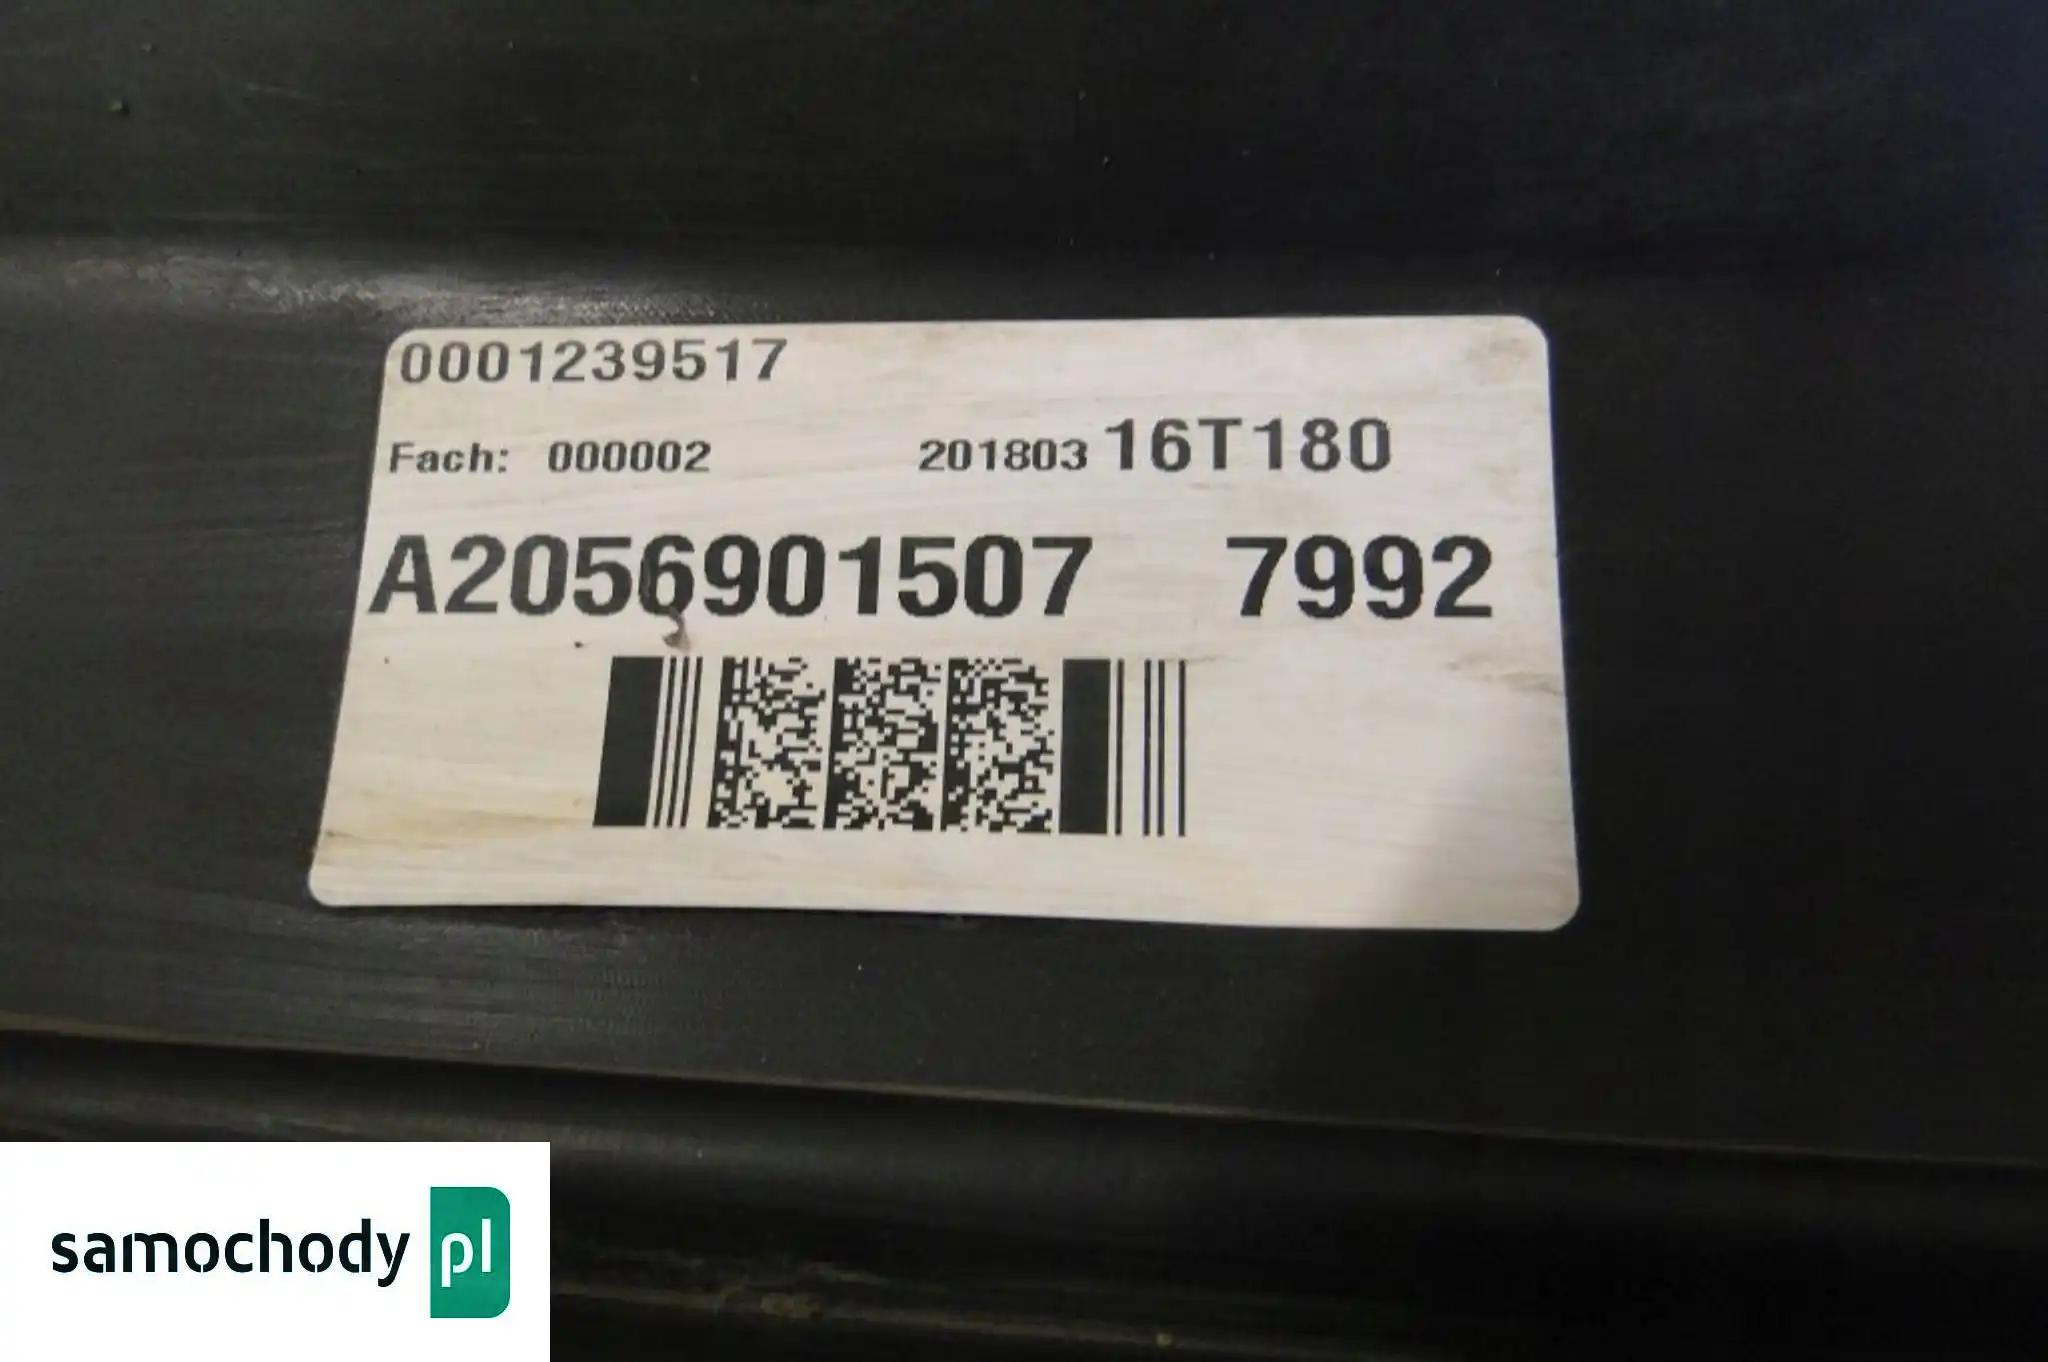 0001239517
Fach: 000002 201803 16T180
A2056901507 7992
samochody pl